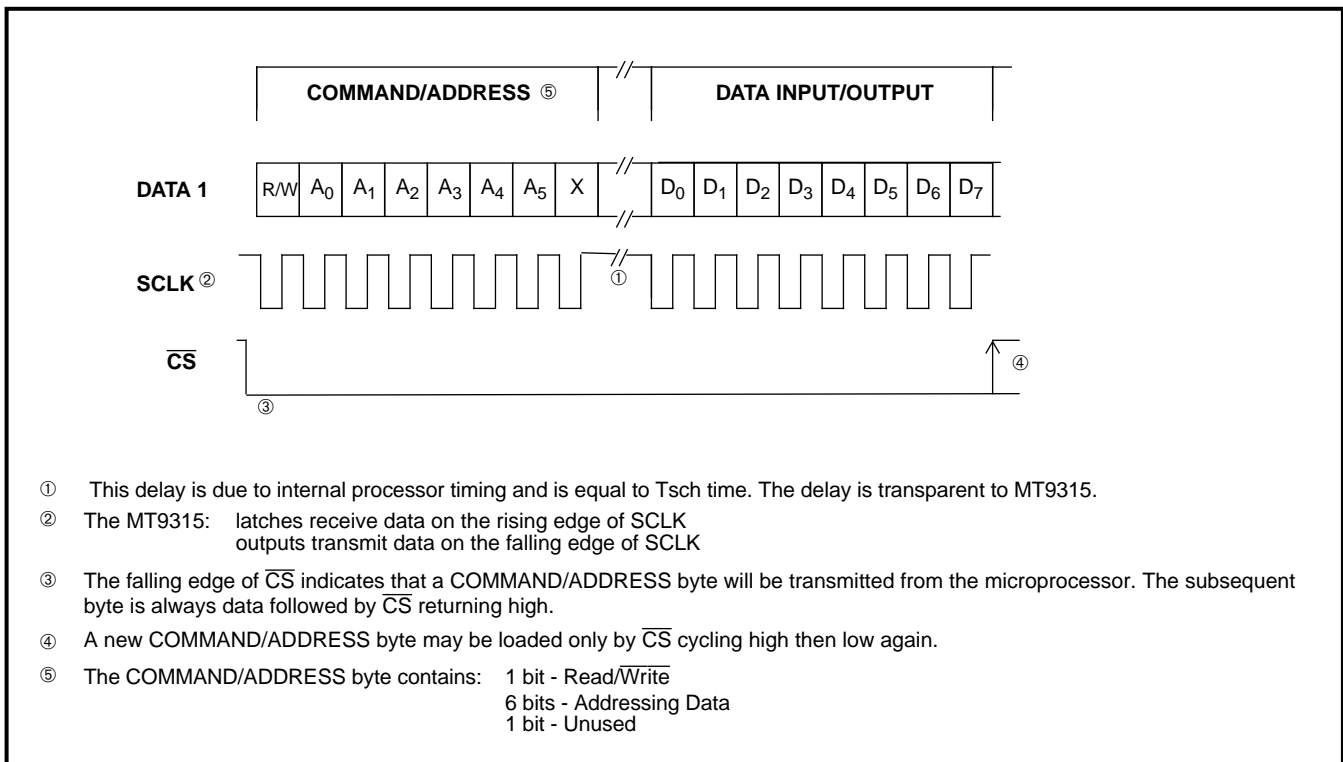 COMMAND/ADDRESS ⑤ // DATA INPUT/OUTPUT
DATA 1 R/W A0 A1 A2 A3 A4 A5 X // D0 D1 D2 D3 D4 D5 D6 D7
//
SCLK ② // ①
CS ④
③
① This delay is due to internal processor timing and is equal to Tsch time. The delay is transparent to MT9315.
② The MT9315: latches receive data on the rising edge of SCLK
outputs transmit data on the falling edge of SCLK
③ The falling edge of CS indicates that a COMMAND/ADDRESS byte will be transmitted from the microprocessor. The subsequent
byte is always data followed by CS returning high.
④ A new COMMAND/ADDRESS byte may be loaded only by CS cycling high then low again.
⑤ The COMMAND/ADDRESS byte contains: 1 bit - Read/Write
6 bits - Addressing Data
1 bit - Unused